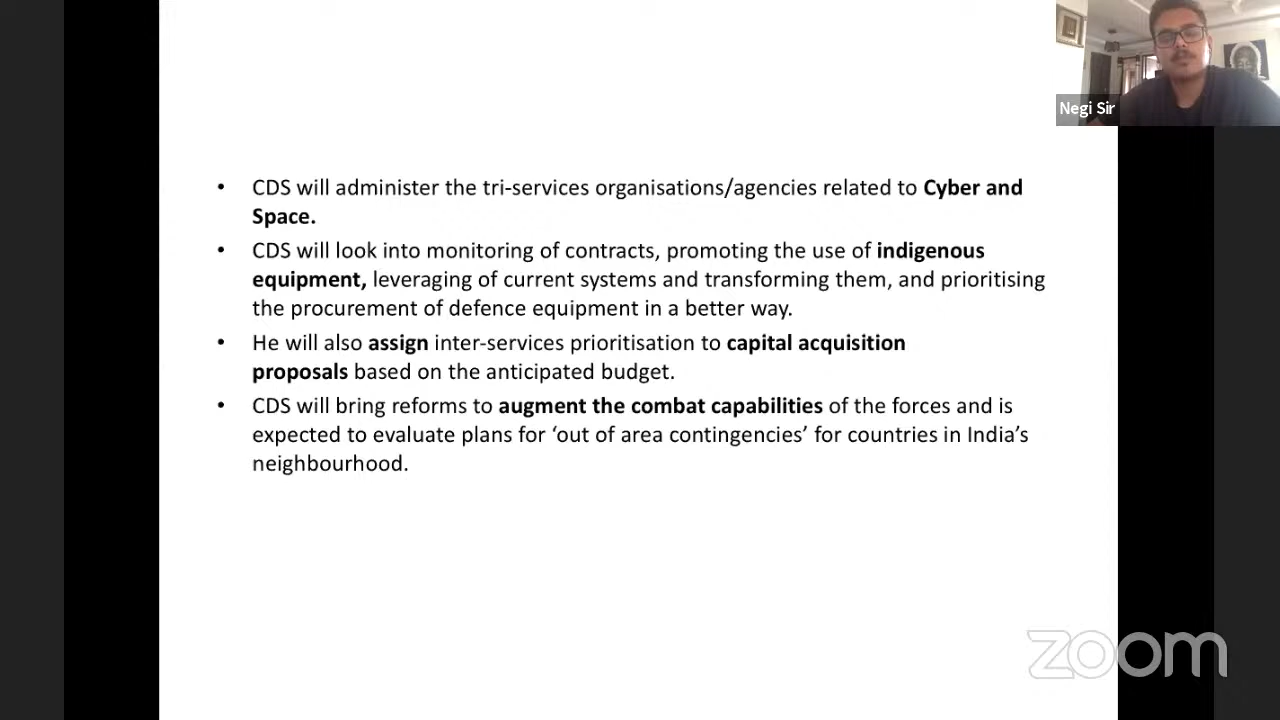 Negi Sir
• CDS will administer the tri-services organisations/agencies related to Cyber and
Space.
• CDS will look into monitoring of contracts, promoting the use of indigenous
equipment, leveraging of current systems and transforming them, and prioritising
the procurement of defence equipment in a better way.
• He will also assign inter-services prioritisation to capital acquisition
proposals based on the anticipated budget.
• CDS will bring reforms to augment the combat capabilities of the forces and is
expected to evaluate plans for ‘out of area contingencies’ for countries in India’s
neighbourhood.
zoom